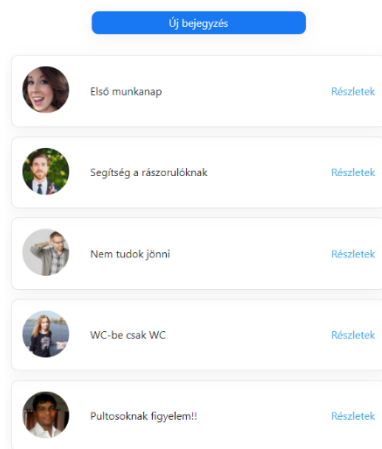 Új bejegyzés
Első munkanap
Részletek
Segítség a rászorulóknak
Részletek
Nem tudok jönni
Részletek
WC-be csak WC
Részletek
Pultosoknak figyelem!!
Részletek